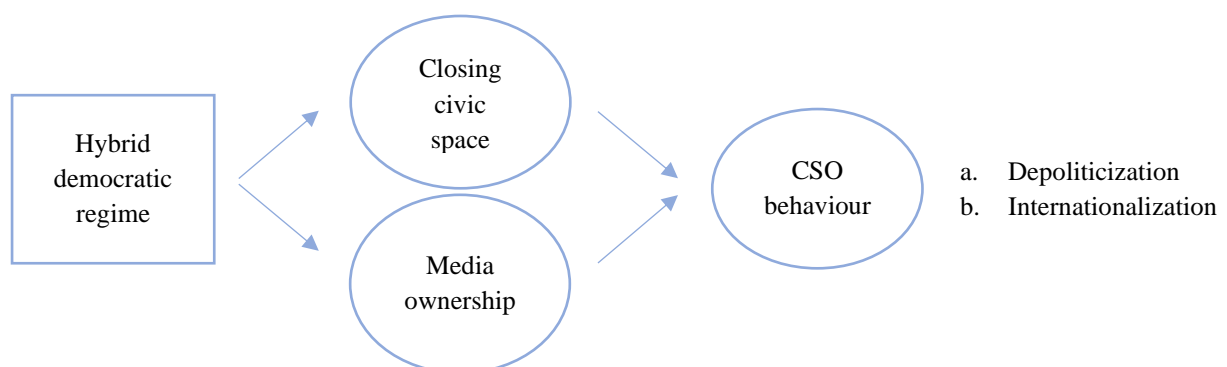 Hybrid
democratic
regime
Closing
civic
space
Media
ownership
CSO
behaviour
a. Depoliticization
b. Internationalization